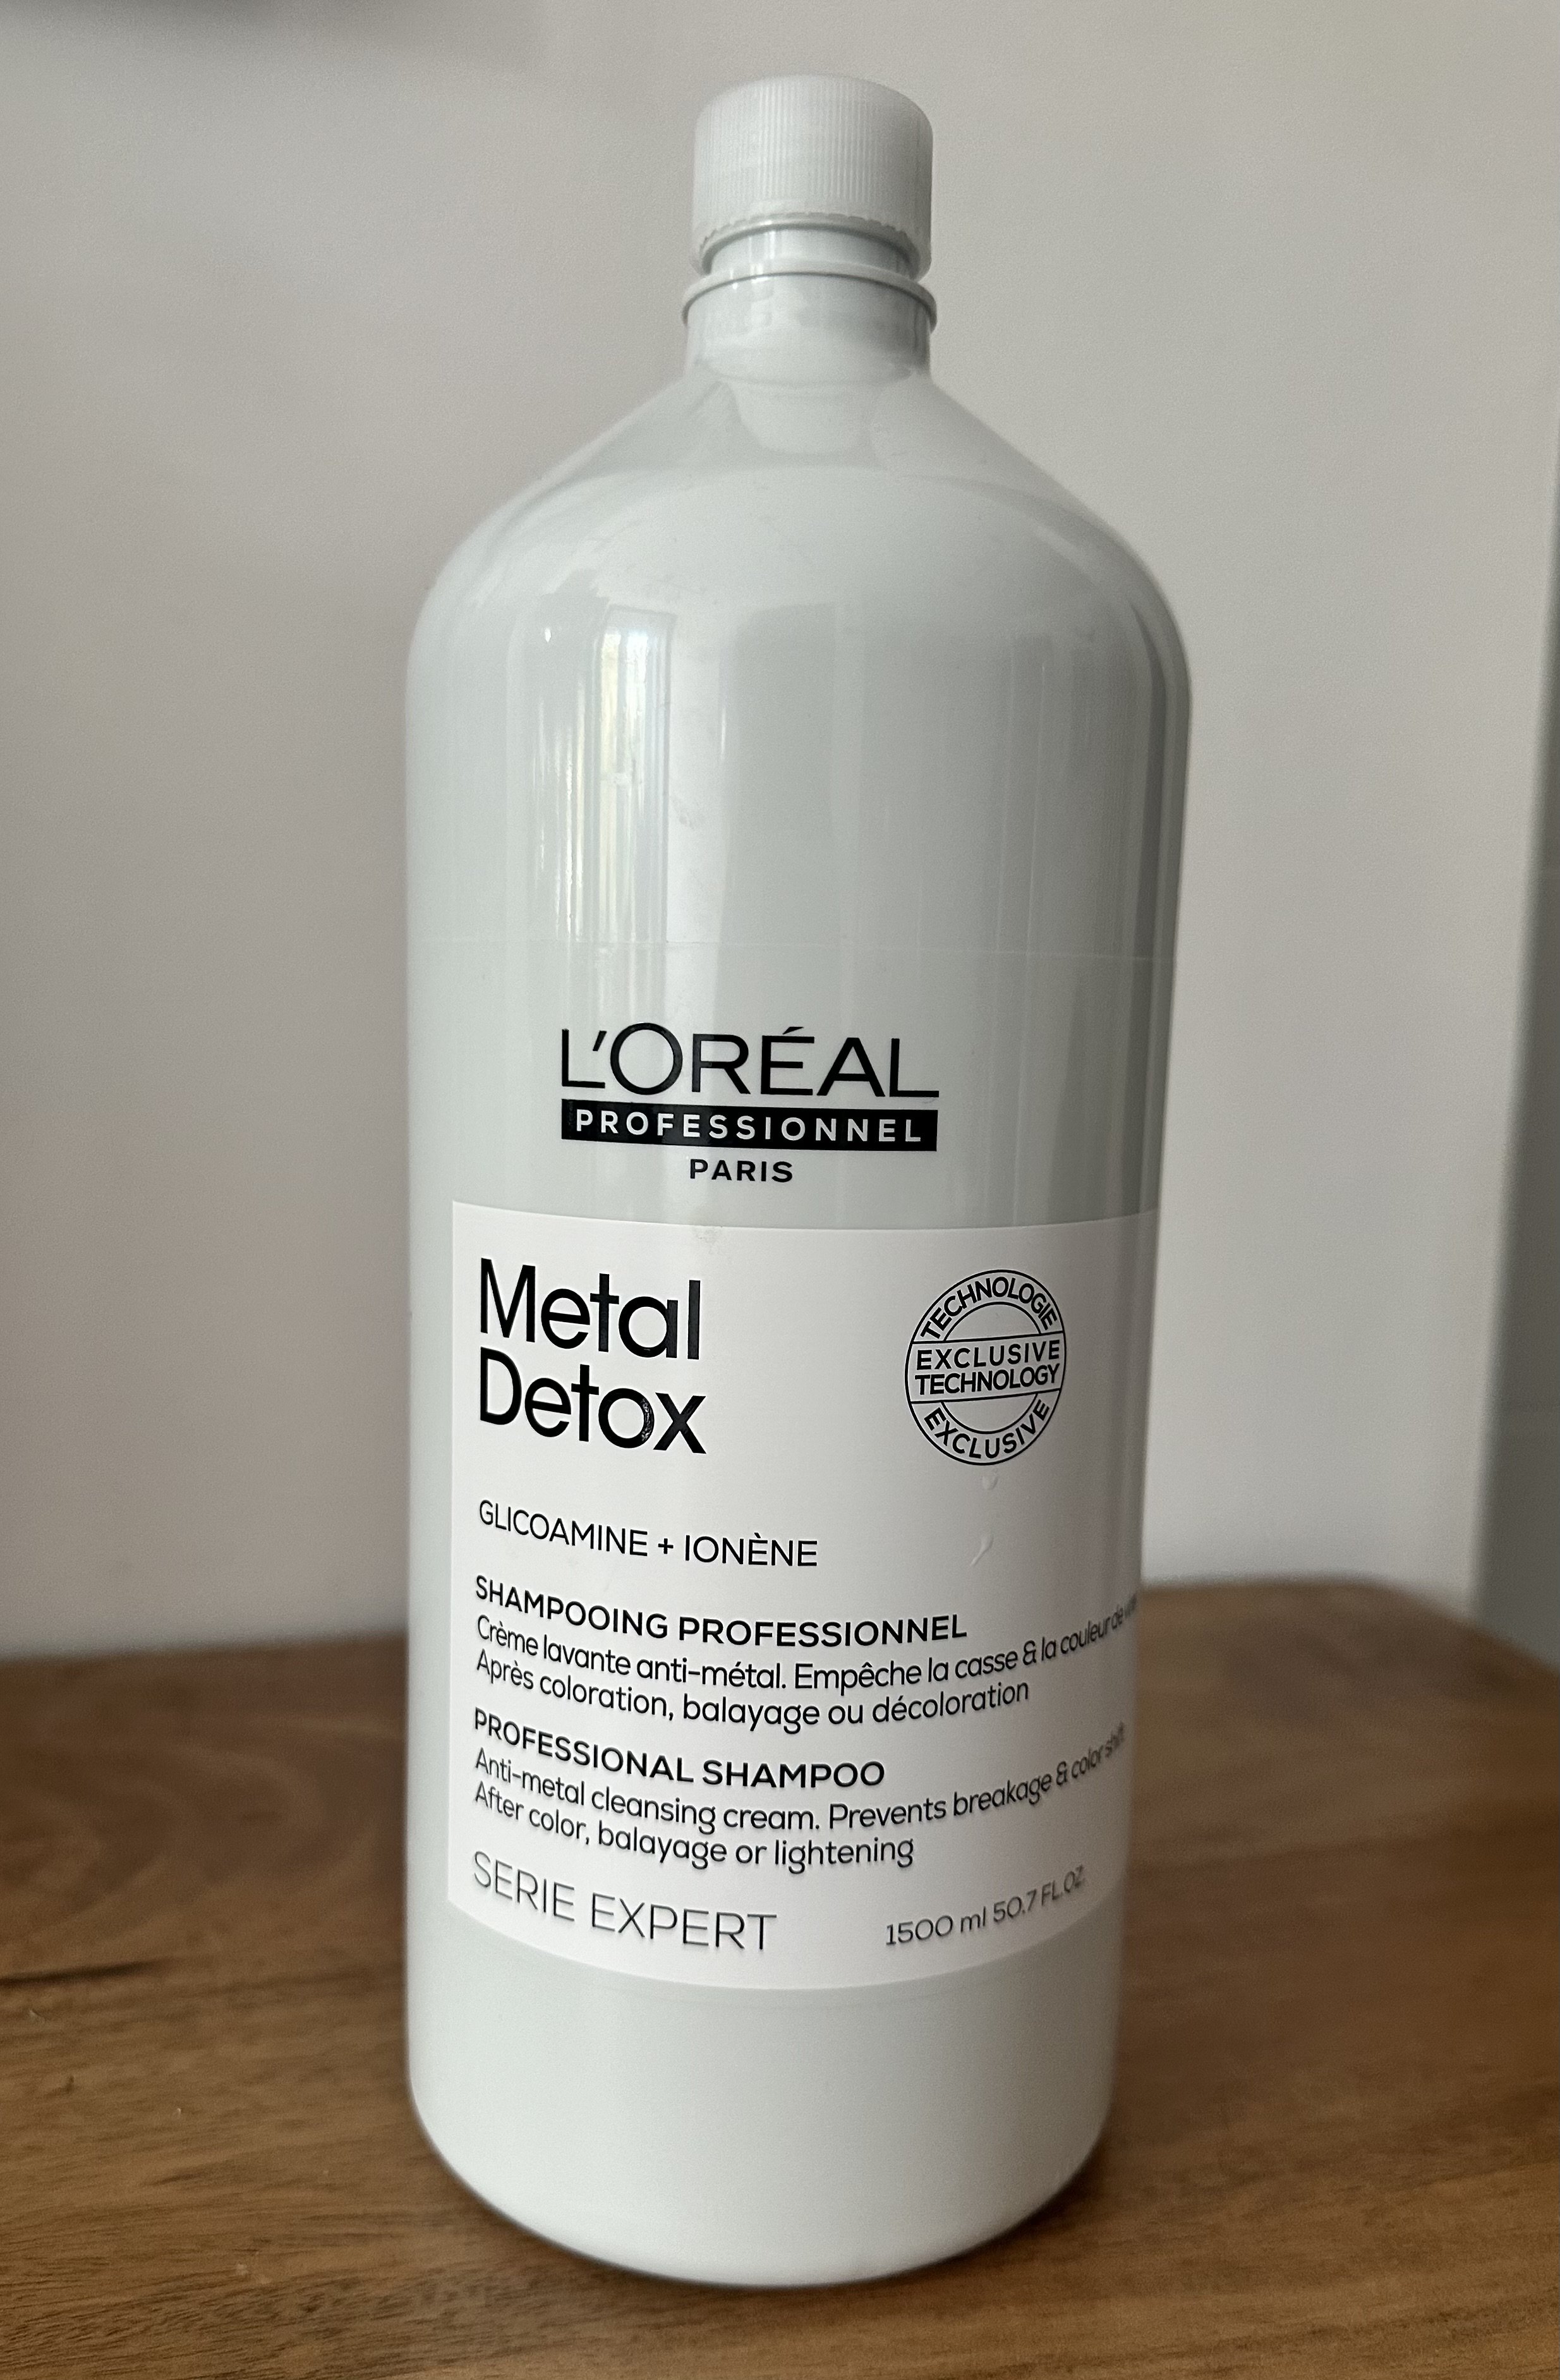 L'ORÉAL
PROFESSIONNEL
PARIS
Metal
Detox
TECHNOLOGIE
EXCLUSIVE
TECHNOLOGY
EXCLUSIVE
GLICOAMINE + IONÈNE
SHAMPOOING PROFESSIONNEL
Crème lavante anti-métal. Empêche la casse & la couleur de
Après coloration, balayage ou décoloration
PROFESSIONAL SHAMPOO
Anti-metal cleansing cream. Prevents breakage & color shift
After color, balayage or lightening
SERIE EXPERT
1500 ml 50.7 FL.OZ.